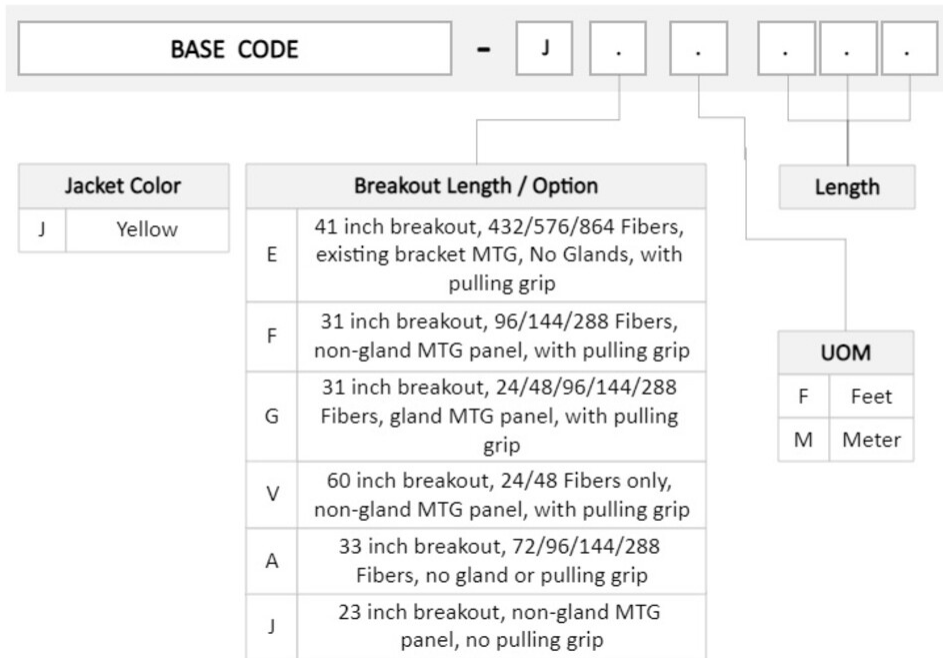 BASE CODE - J . . . . .
Jacket Color
J Yellow
Breakout Length / Option
E 41 inch breakout, 432/576/864 Fibers,
existing bracket MTG, No Glands, with
pulling grip
F 31 inch breakout, 96/144/288 Fibers,
non-gland MTG panel, with pulling grip
G 31 inch breakout, 24/48/96/144/288
Fibers, gland MTG panel, with pulling
grip
V 60 inch breakout, 24/48 Fibers only,
non-gland MTG panel, with pulling grip
A 33 inch breakout, 72/96/144/288
Fibers, no gland or pulling grip
J 23 inch breakout, non-gland MTG
panel, no pulling grip
Length
UOM
F Feet
M Meter